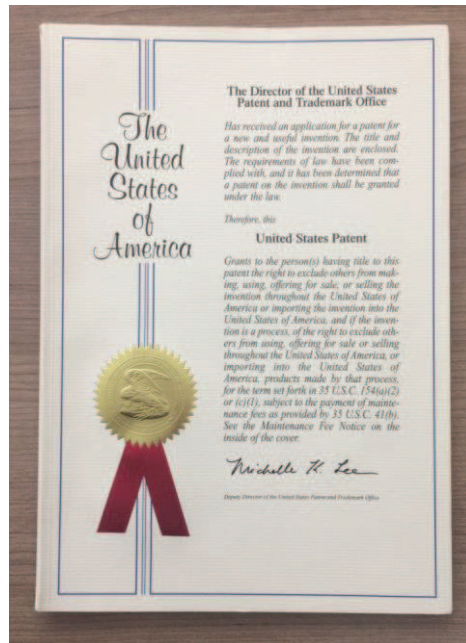 The
United
States
of
America
The Director of the United States
Patent and Trademark Office
Has received an application for a patent for
a new and useful invention. The title and
description of the invention are enclosed.
The requirements of law have been com-
plied with, and it has been determined that
a patent on the invention shall be granted
under the law.
Therefore, this
United States Patent
Grants to the person(s) having title to this
patent the right to exclude others from mak-
ing, using, offering for sale, or selling the
invention throughout the United States of
America or importing the invention into the
United States of America, and if the inven-
tion is a process, of the right to exclude oth-
ers from using, offering for sale or selling
throughout the United States of America, or
importing into the United States of
America, products made by that process,
for the term set forth in 35 U.S.C. 154(a)(2)
or (c)(1), subject to the payment of mainte-
nance fees as provided by 35 U.S.C. 41(b).
See the Maintenance Fee Notice on the
inside of the cover.
Michelle K. Lee
Deputy Director of the United States Patent and Trademark Office